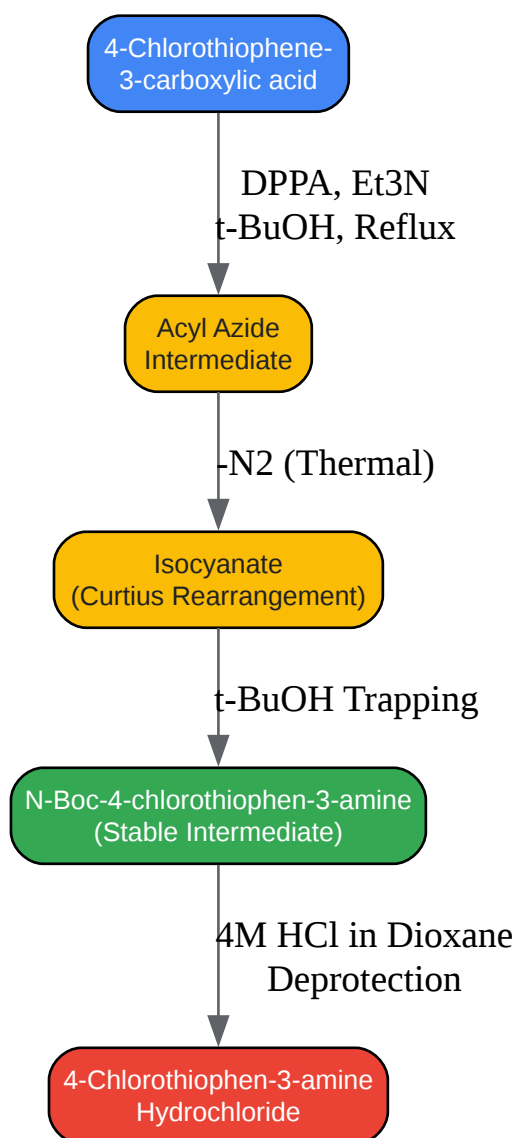 4-Chlorothiophene-
3-carboxylic acid
DPPA, Et3N
t-BuOH, Reflux
Acyl Azide
Intermediate
-N2 (Thermal)
Isocyanate
(Curtius Rearrangement)
t-BuOH Trapping
N-Boc-4-chlorothiophen-3-amine
(Stable Intermediate)
4M HCl in Dioxane
Deprotection
4-Chlorothiophen-3-amine
Hydrochloride